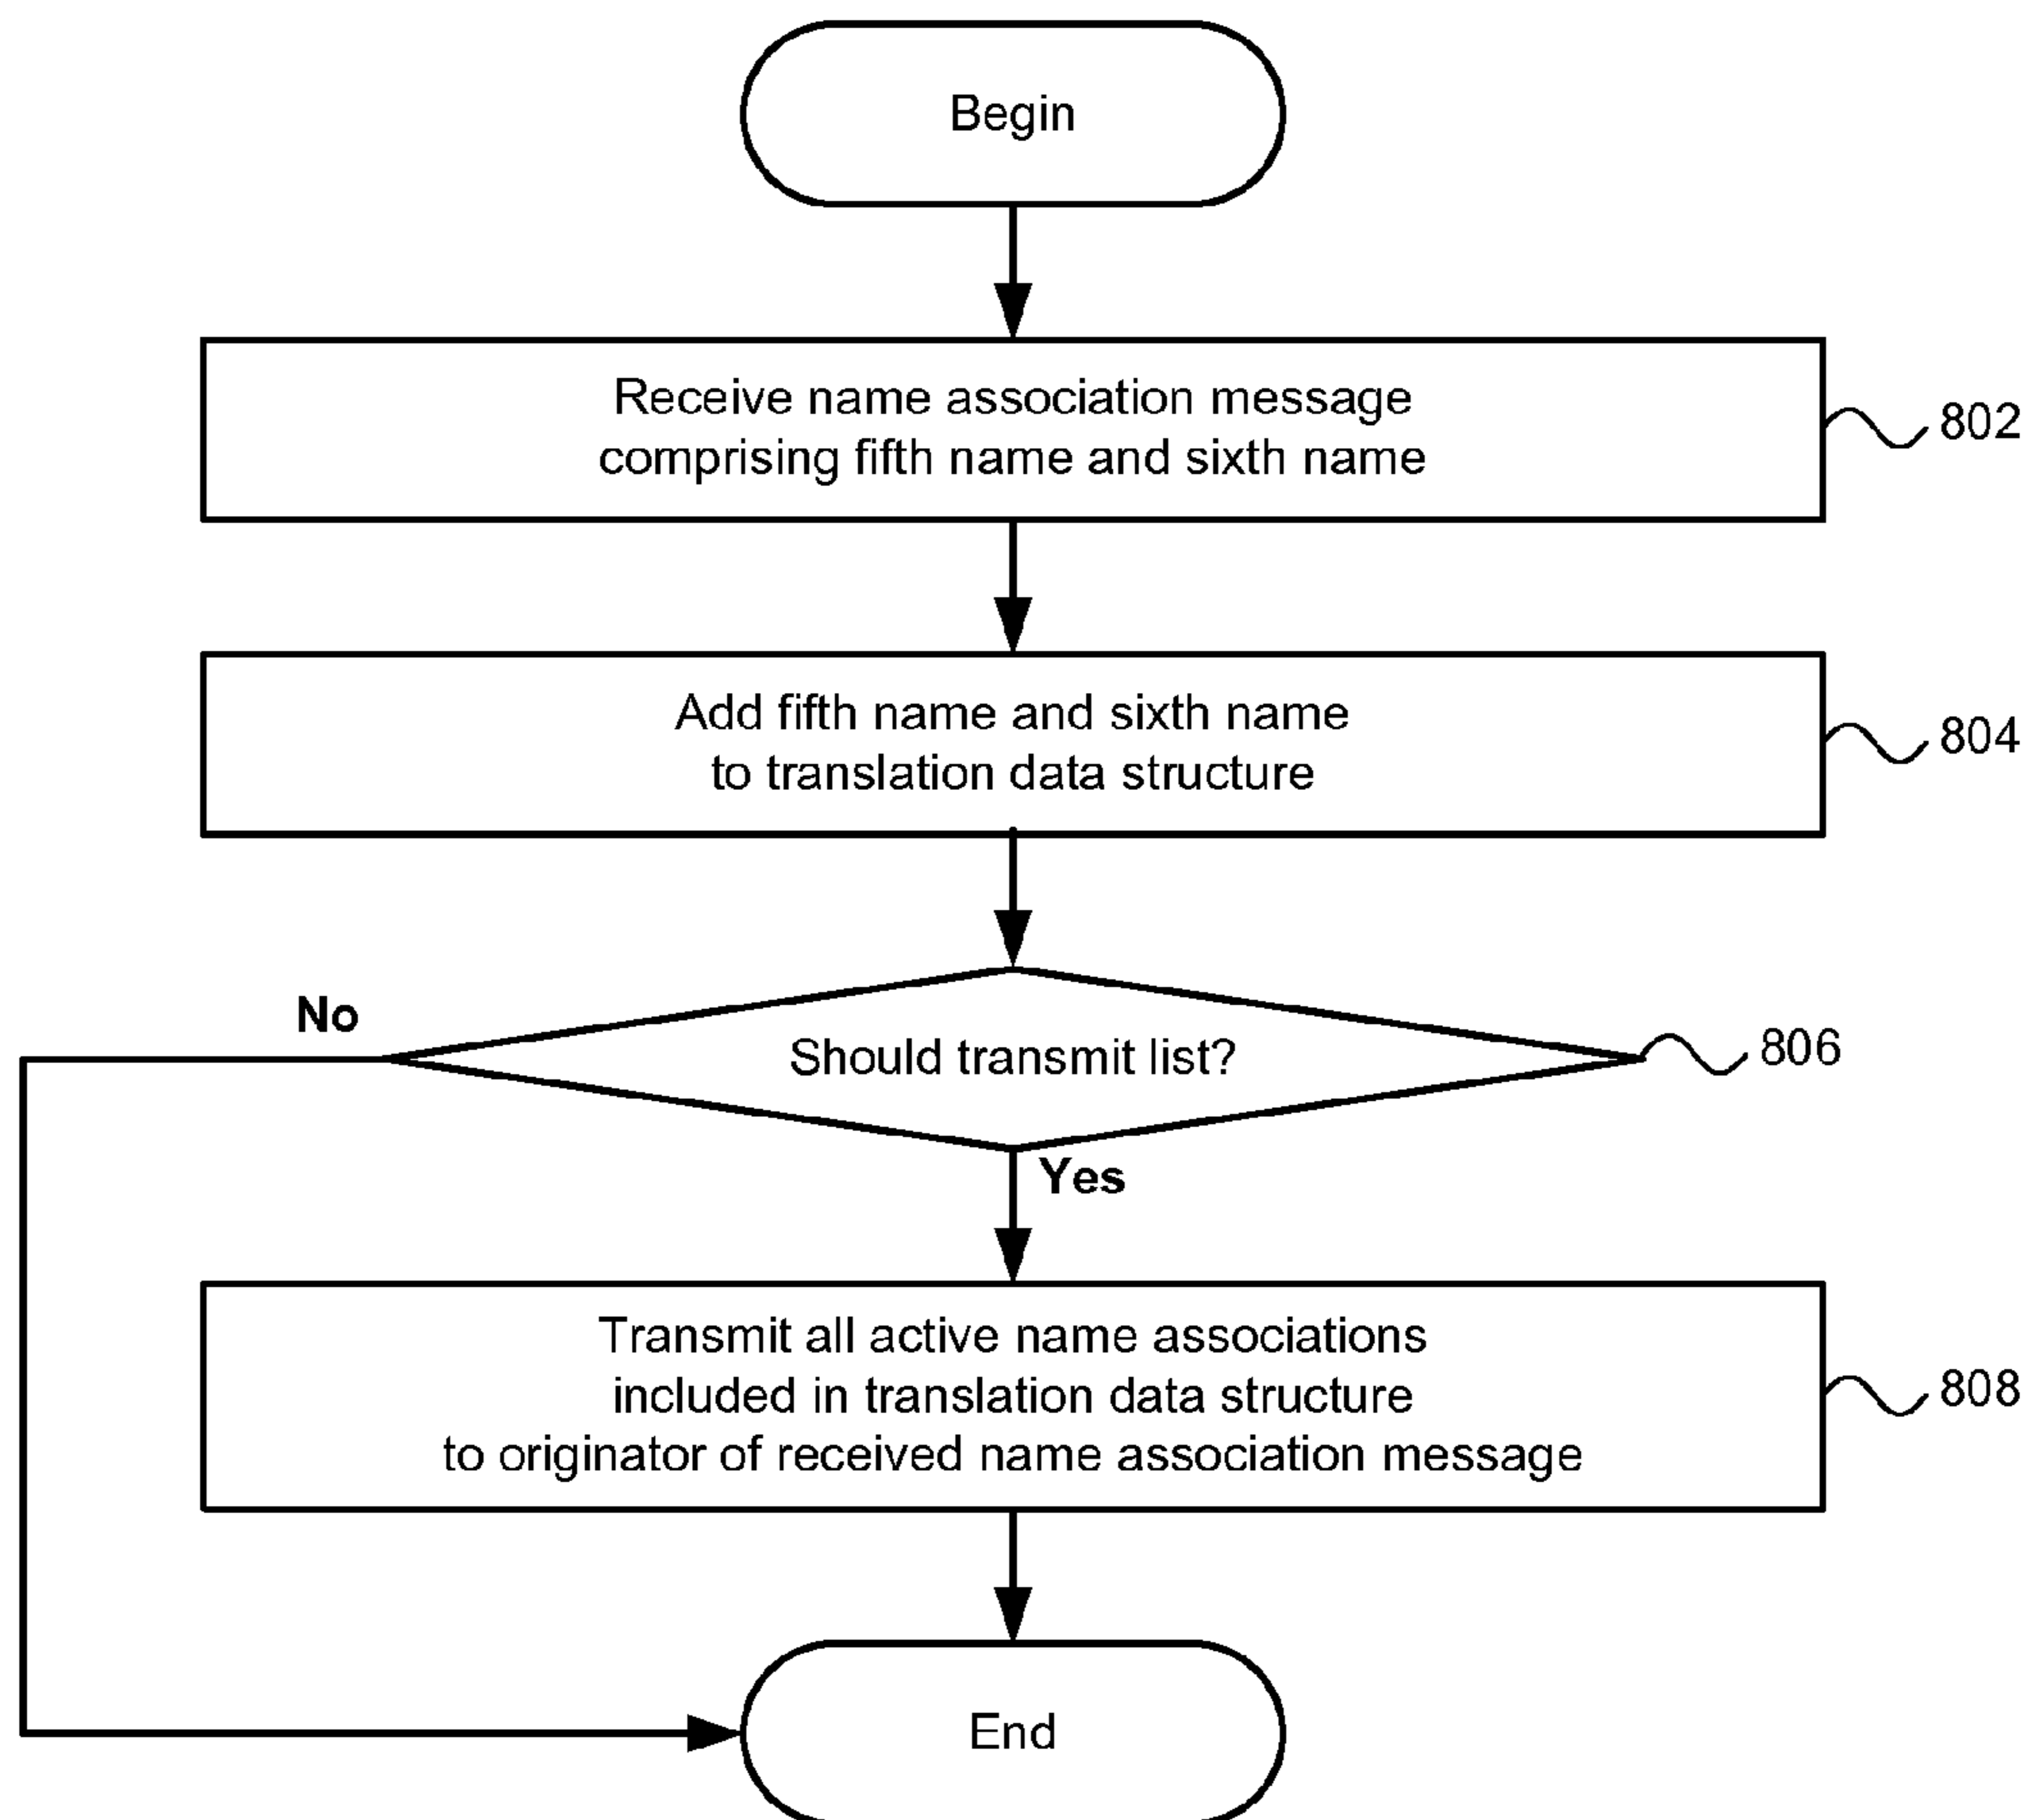 Begin
Receive name association message
comprising fifth name and sixth name
802
Add fifth name and sixth name
to translation data structure
804
No
Should transmit list?
806
Yes
Transmit all active name associations
included in translation data structure
to originator of received name association message
808
End